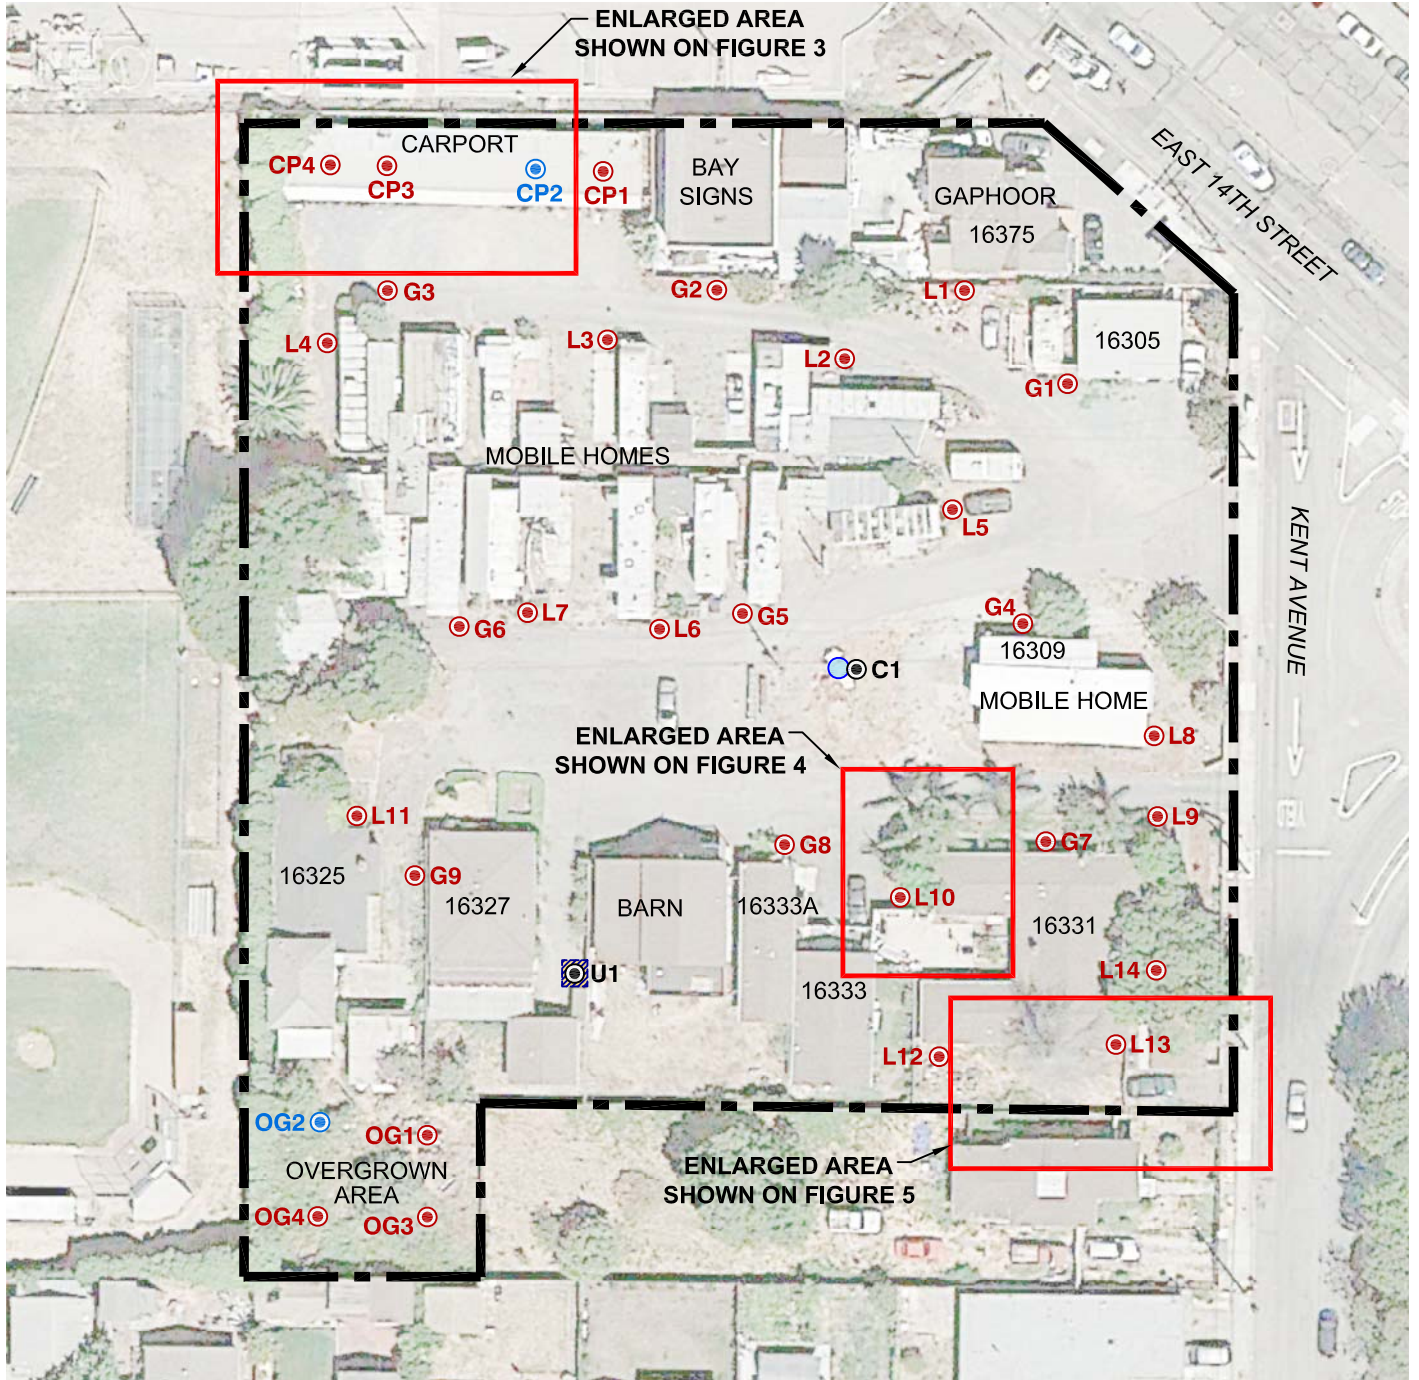 ENLARGED AREA
SHOWN ON FIGURE 3
CARPORT
CP4
CP3
CP2
CP1
BAY
SIGNS
GAPHOOR
16375
EAST 14TH STREET
G3
G2
L1
L4
L3
L2
16305
G1
MOBILE HOMES
L5
KENT AVENUE
G6
L7
L6
G5
G4
16309
C1
MOBILE HOME
L8
ENLARGED AREA
SHOWN ON FIGURE 4
L11
L9
G8
G7
16325
G9
16327
BARN
16333A
L10
16331
U1
16333
L14
L12
L13
OG2
OG1
OVERGROWN
AREA
OG4
OG3
ENLARGED AREA
SHOWN ON FIGURE 5